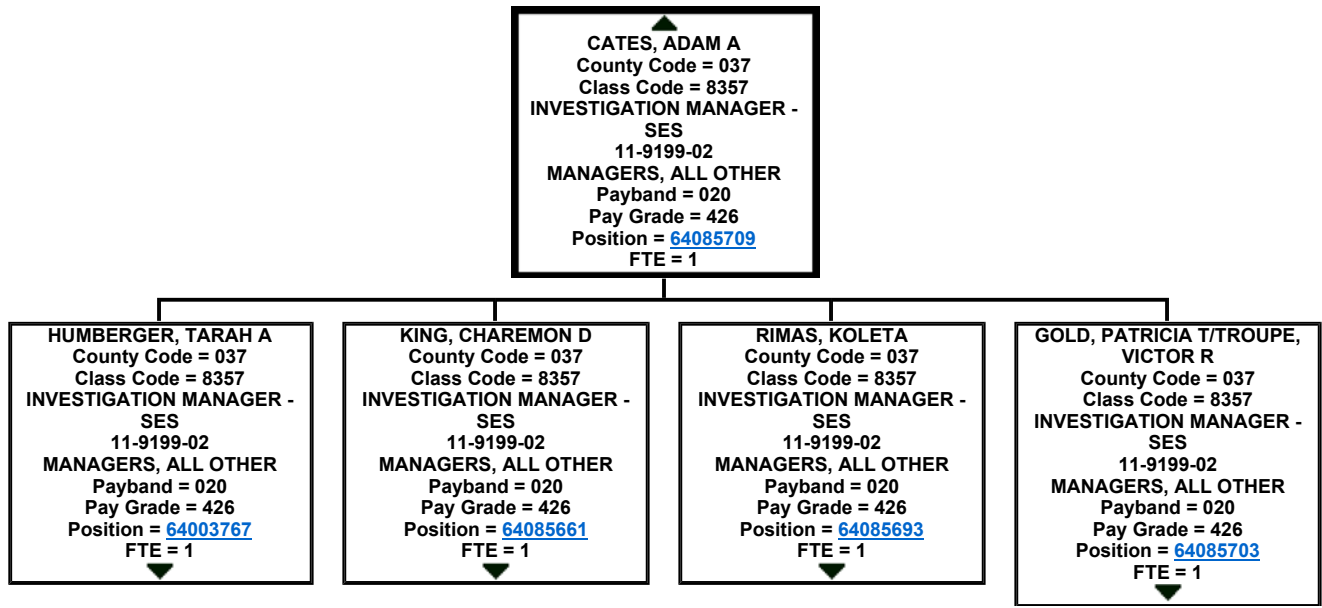 CATES, ADAM A
County Code = 037
Class Code = 8357
INVESTIGATION MANAGER -
SES
11-9199-02
MANAGERS, ALL OTHER
Payband = 020
Pay Grade = 426
Position = 64085709
FTE = 1
HUMBERGER, TARAH A
County Code = 037
Class Code = 8357
INVESTIGATION MANAGER -
SES
11-9199-02
MANAGERS, ALL OTHER
Payband = 020
Pay Grade = 426
Position = 64003767
FTE = 1
KING, CHAREMON D
County Code = 037
Class Code = 8357
INVESTIGATION MANAGER -
SES
11-9199-02
MANAGERS, ALL OTHER
Payband = 020
Pay Grade = 426
Position = 64085661
FTE = 1
RIMAS, KOLETA
County Code = 037
Class Code = 8357
INVESTIGATION MANAGER -
SES
11-9199-02
MANAGERS, ALL OTHER
Payband = 020
Pay Grade = 426
Position = 64085693
FTE = 1
GOLD, PATRICIA T/TROUPE,
VICTOR R
County Code = 037
Class Code = 8357
INVESTIGATION MANAGER -
SES
11-9199-02
MANAGERS, ALL OTHER
Payband = 020
Pay Grade = 426
Position = 64085703
FTE = 1